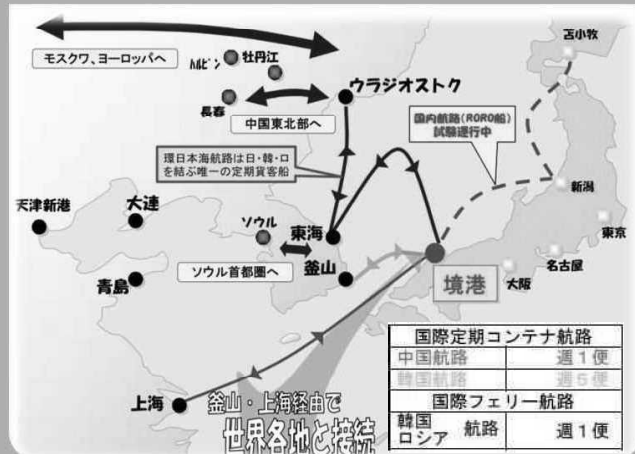 モスクワ、ヨーロッパへ
ハルピン
牡丹江
長春
中国東北部へ
ウラジオストク
苫小牧
国内航路(RORO船)
試験運行中
環日本海航路は日・韓・ロ
を結ぶ唯一の定期貨客船
新潟
天津新港
大連
ソウル
東海
東京
青島
ソウル首都圏へ
釜山
境港
大阪
名古屋
上海
釜山・上海経由で
世界各地と接続
国際定期コンテナ航路
中国航路 週1便
韓国航路 週5便
国際フェリー航路
韓国
ロシア 航路 週1便